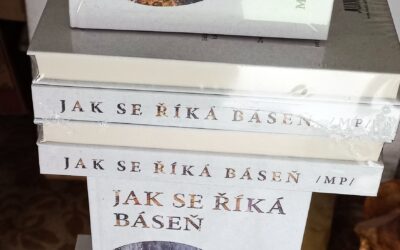 JAK SE ŘÍKÁ BÁSEŇ /MP/
JAK SE ŘÍKÁ BÁSEŇ /MP/
JAK SE ŘÍKÁ
BÁSEŇ